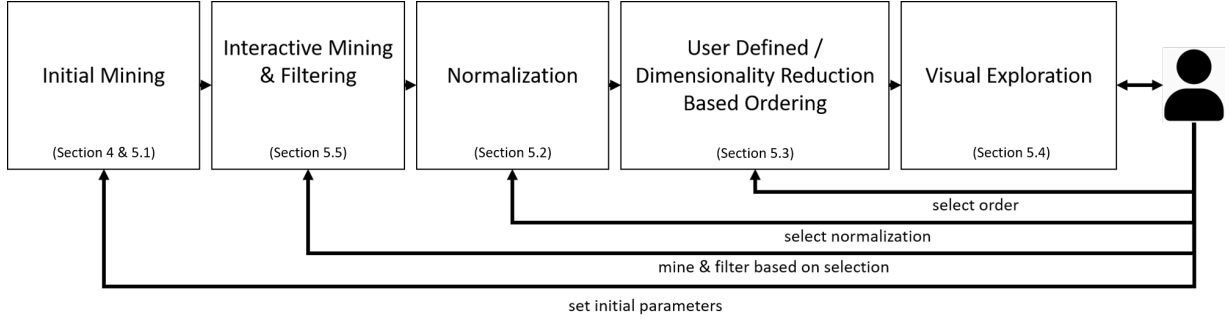 Initial Mining
(Section 4 & 5.1)
Interactive Mining
& Filtering
(Section 5.5)
Normalization
(Section 5.2)
User Defined /
Dimensionality Reduction
Based Ordering
(Section 5.3)
Visual Exploration
(Section 5.4)
select order
select normalization
mine & filter based on selection
set initial parameters